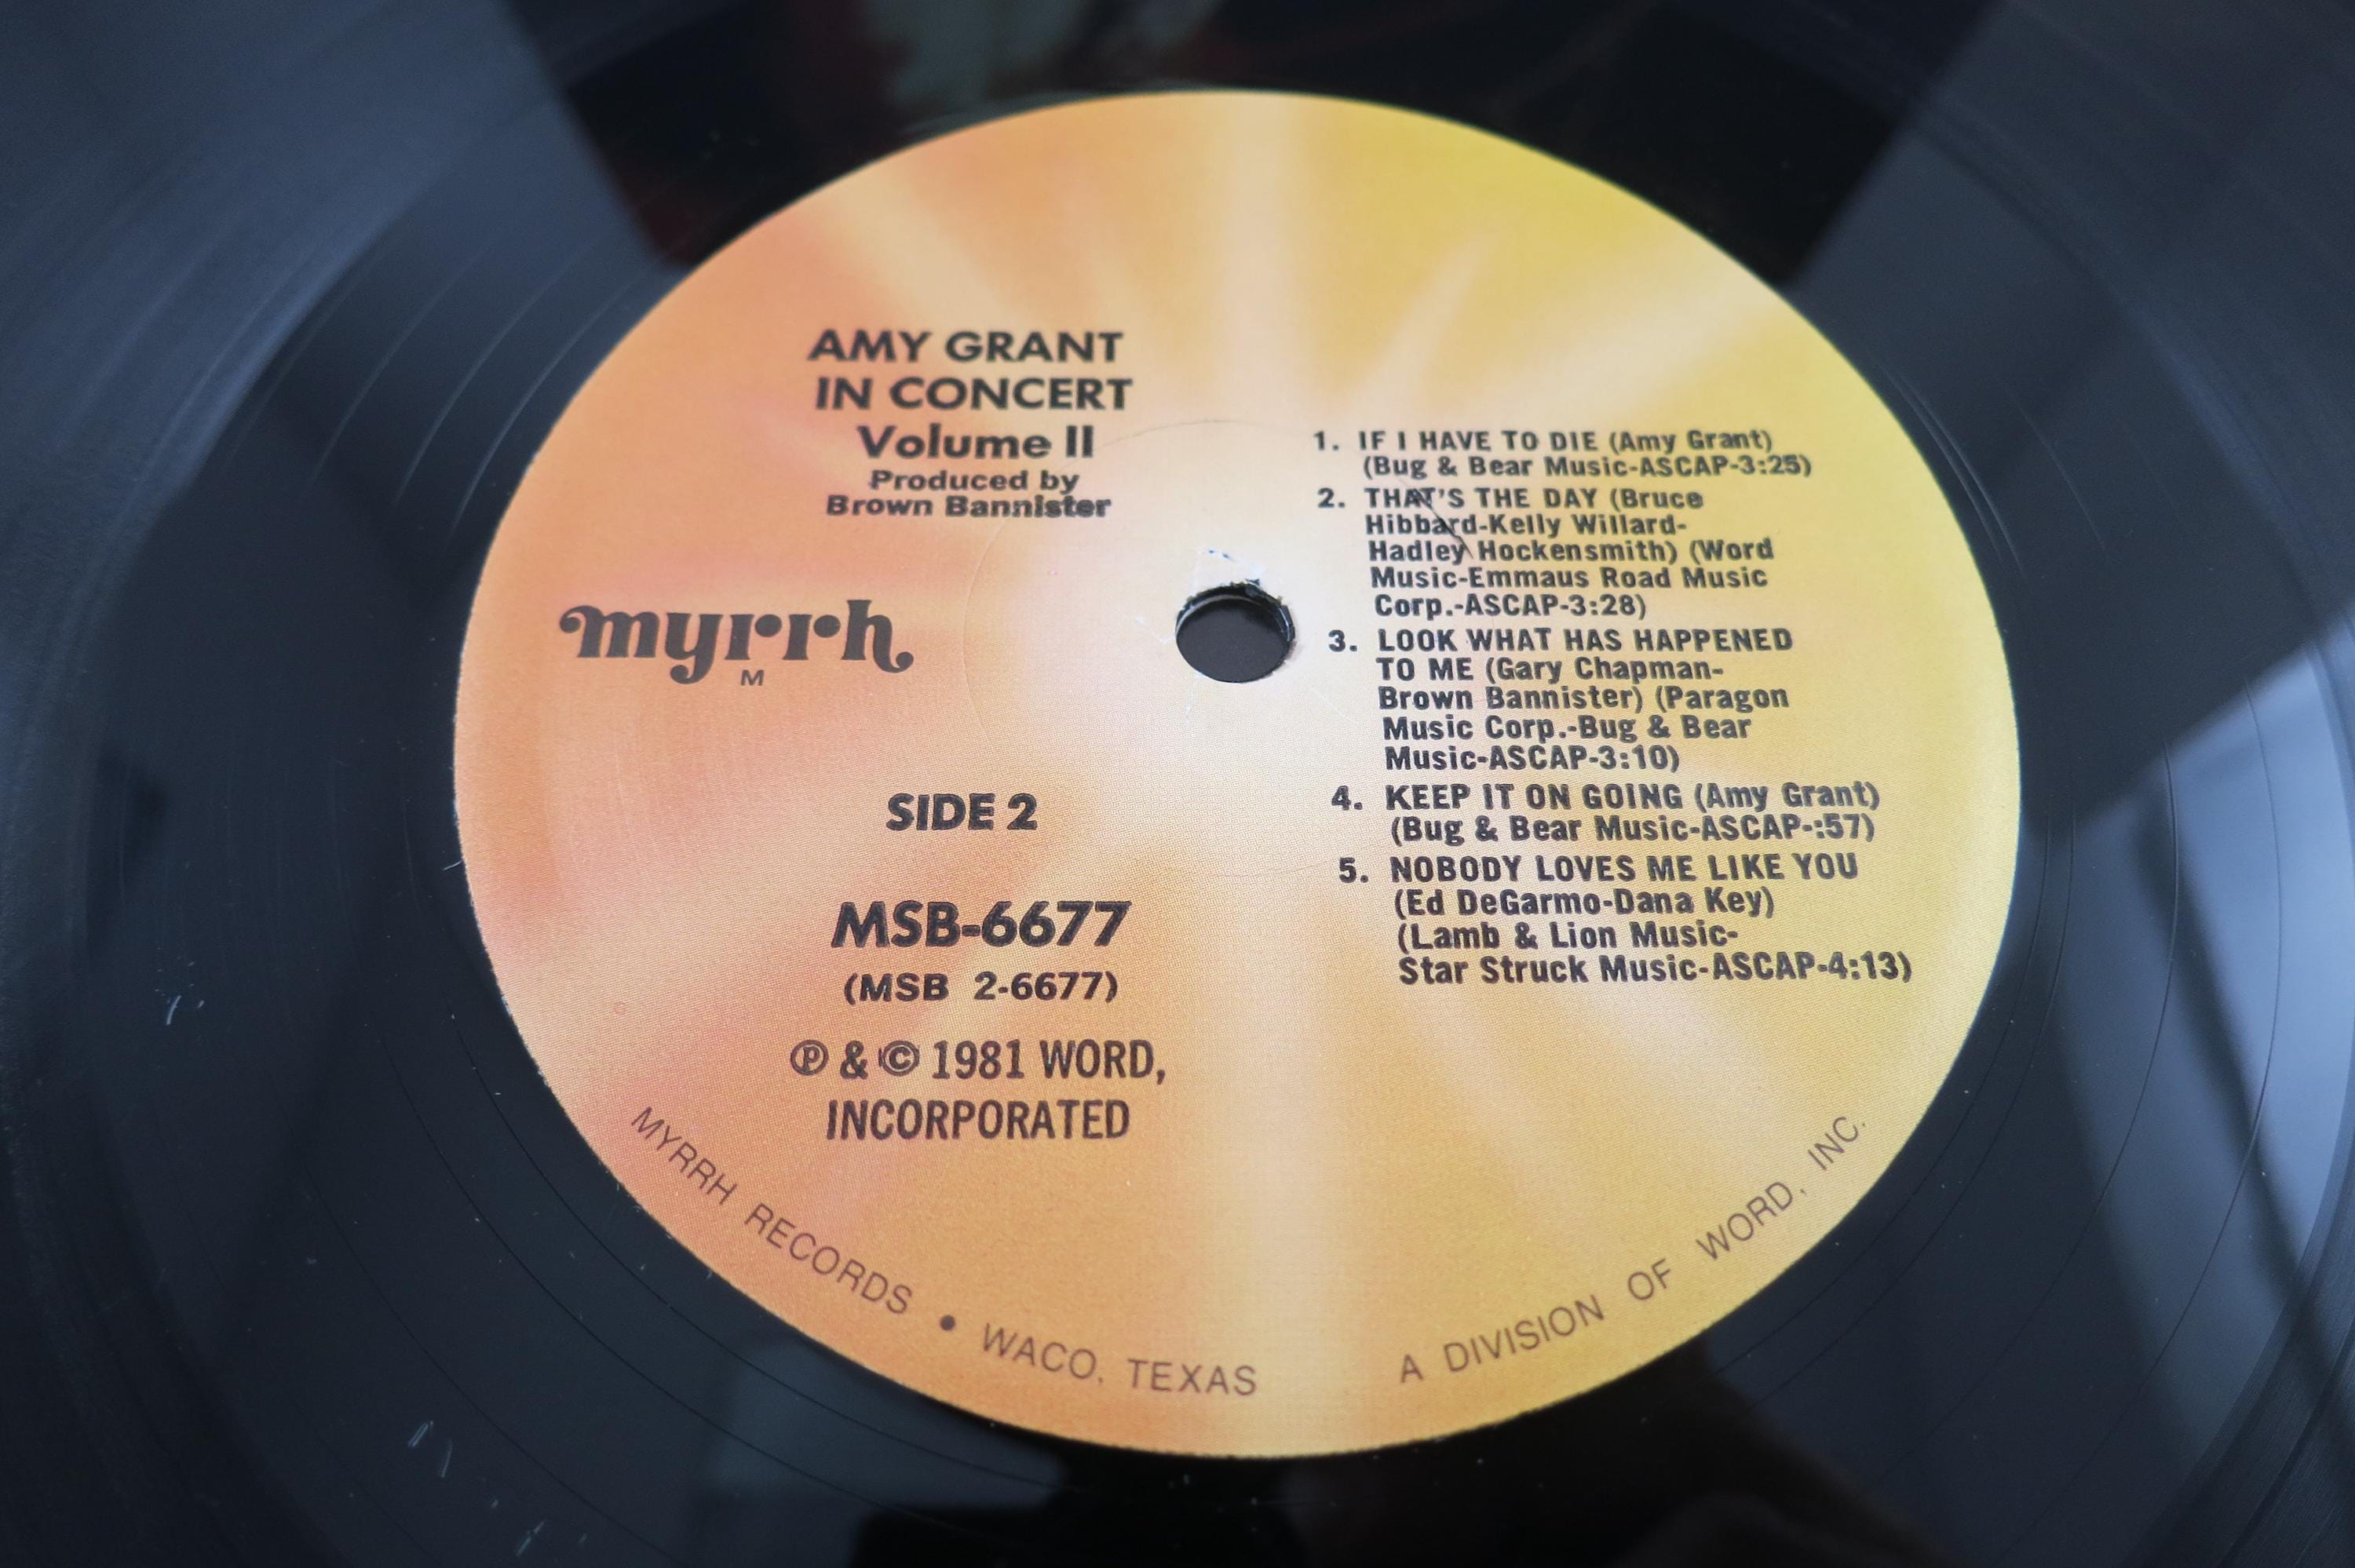 AMY GRANT
IN CONCERT
Volume II
Produced by
Brown Bannister
myrrh
M
SIDE 2
MSB-6677
(MSB 2-6677)
℗ & © 1981 WORD,
INCORPORATED
1. IF I HAVE TO DIE (Amy Grant)
(Bug & Bear Music-ASCAP-3:25)
2. THAT'S THE DAY (Bruce
Hibbard-Kelly Willard-
Hadley Hockensmith) (Word
Music-Emmaus Road Music
Corp.-ASCAP-3:28)
3. LOOK WHAT HAS HAPPENED
TO ME (Gary Chapman-
Brown Bannister) (Paragon
Music Corp.-Bug & Bear
Music-ASCAP-3:10)
4. KEEP IT ON GOING (Amy Grant)
(Bug & Bear Music-ASCAP-:57)
5. NOBODY LOVES ME LIKE YOU
(Ed DeGarmo-Dana Key)
(Lamb & Lion Music-
Star Struck Music-ASCAP-4:13)
MYRRH RECORDS • WACO, TEXAS A DIVISION OF WORD, INC.